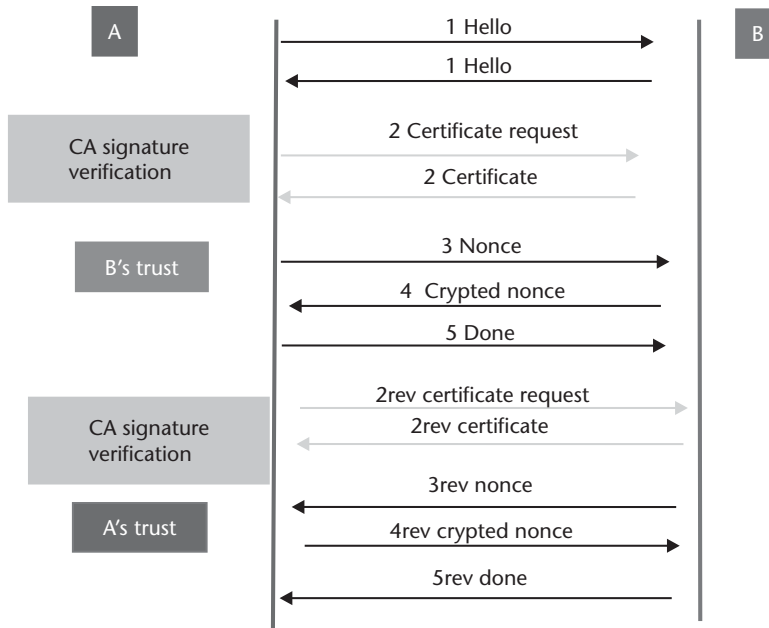 A
1 Hello
B
1 Hello
CA signature
verification
2 Certificate request
2 Certificate
B's trust
3 Nonce
4 Crypted nonce
5 Done
CA signature
verification
2rev certificate request
2rev certificate
A's trust
3rev nonce
4rev crypted nonce
5rev done